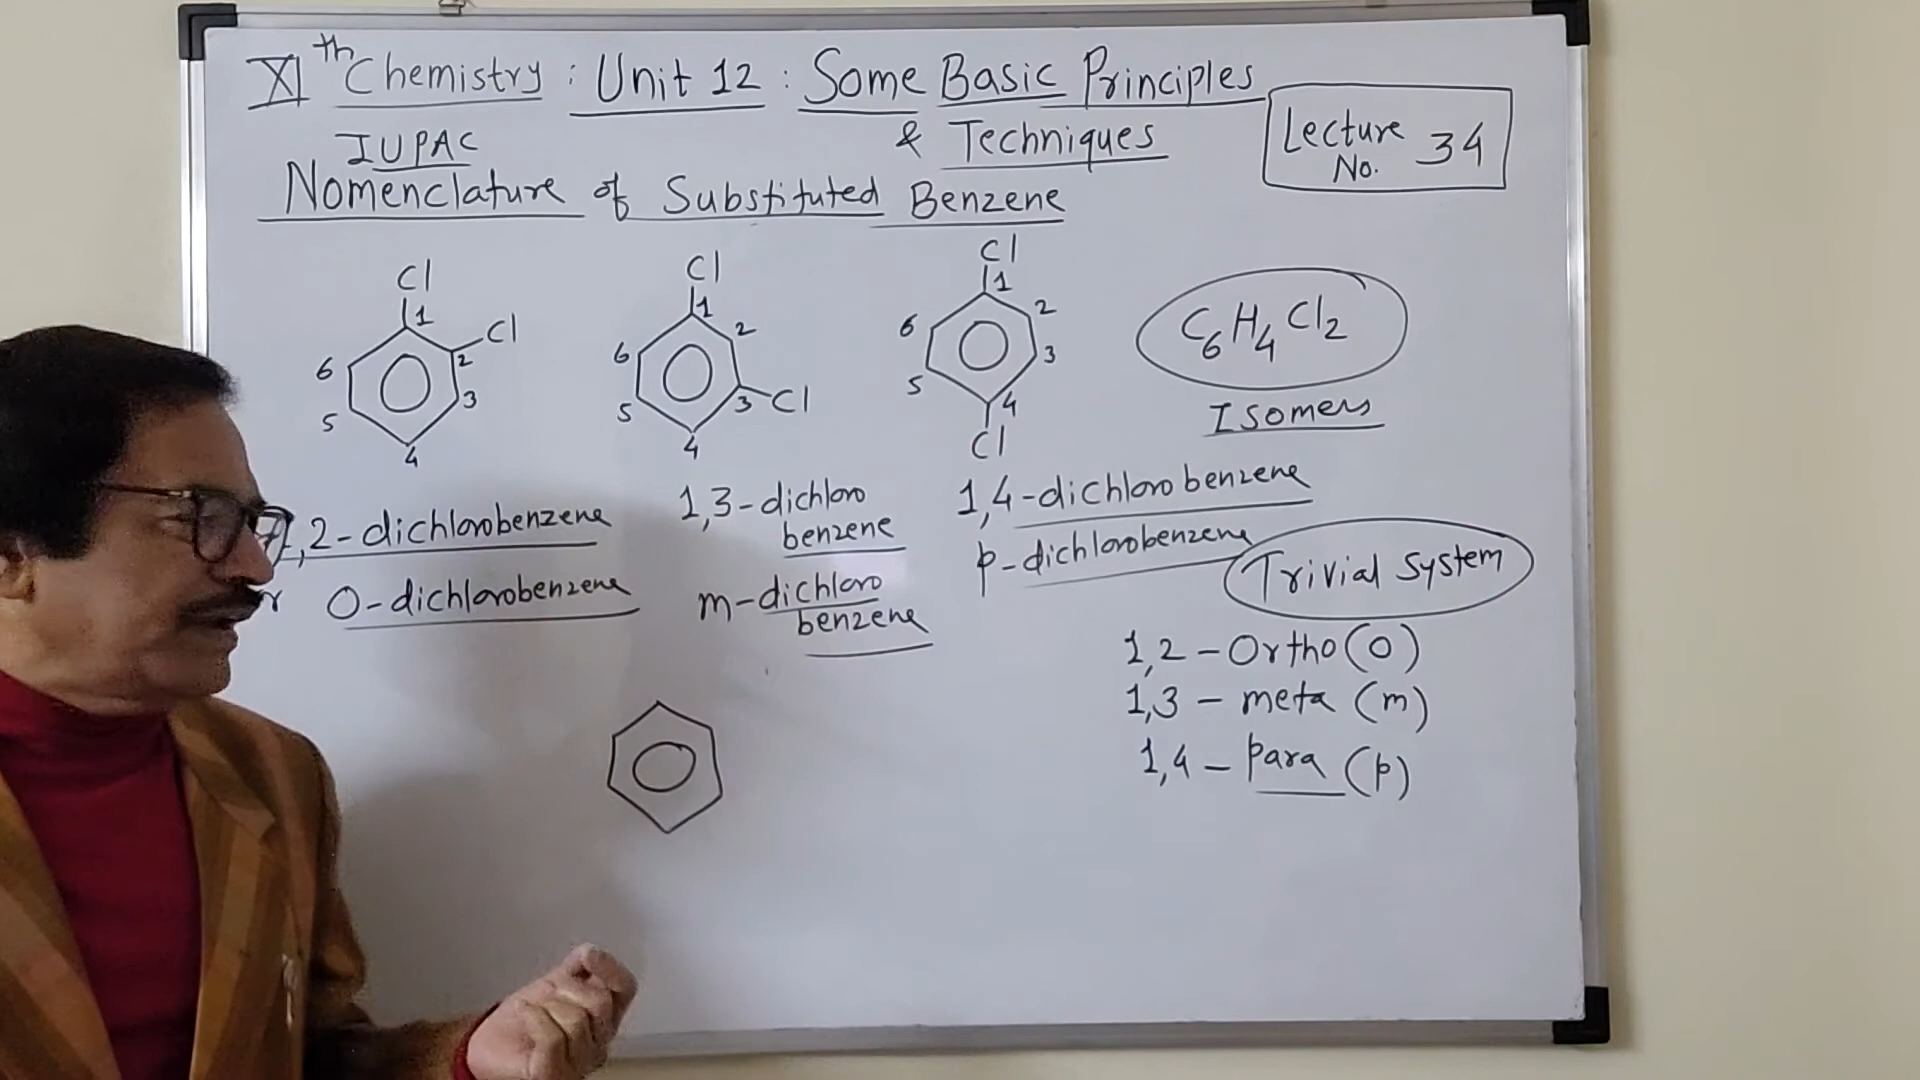 XIth Chemistry : Unit 12 : Some Basic Principles
& Techniques
Lecture
No. 34
IUPAC
Nomenclature of Substituted Benzene
Cl
1
Cl
2
3
4
5
6
Cl
1
2
3
Cl
4
5
6
Cl
1
2
3
4
5
6
Cl
C6H4Cl2
Isomers
,2-dichlorobenzene
O-dichlorobenzene
1,3-dichloro
benzene
m-dichloro
benzene
1,4-dichlorobenzene
p-dichlorobenzene
Trivial System
1,2 - Ortho (O)
1,3 - meta (m)
1,4 - para (p)